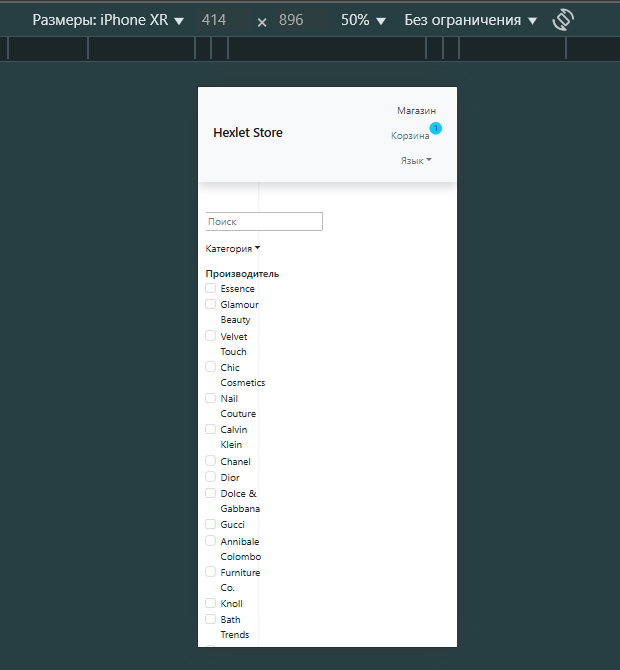 Размеры: iPhone XR 414 × 896 50% Без ограничения
Магазин
Hexlet Store
Корзина 1
Язык
Поиск
Категория
Производитель
Essence
Glamour
Beauty
Velvet
Touch
Chic
Cosmetics
Nail
Couture
Calvin
Klein
Chanel
Dior
Dolce &
Gabbana
Gucci
Annibale
Colombo
Furniture
Co.
Knoll
Bath
Trends